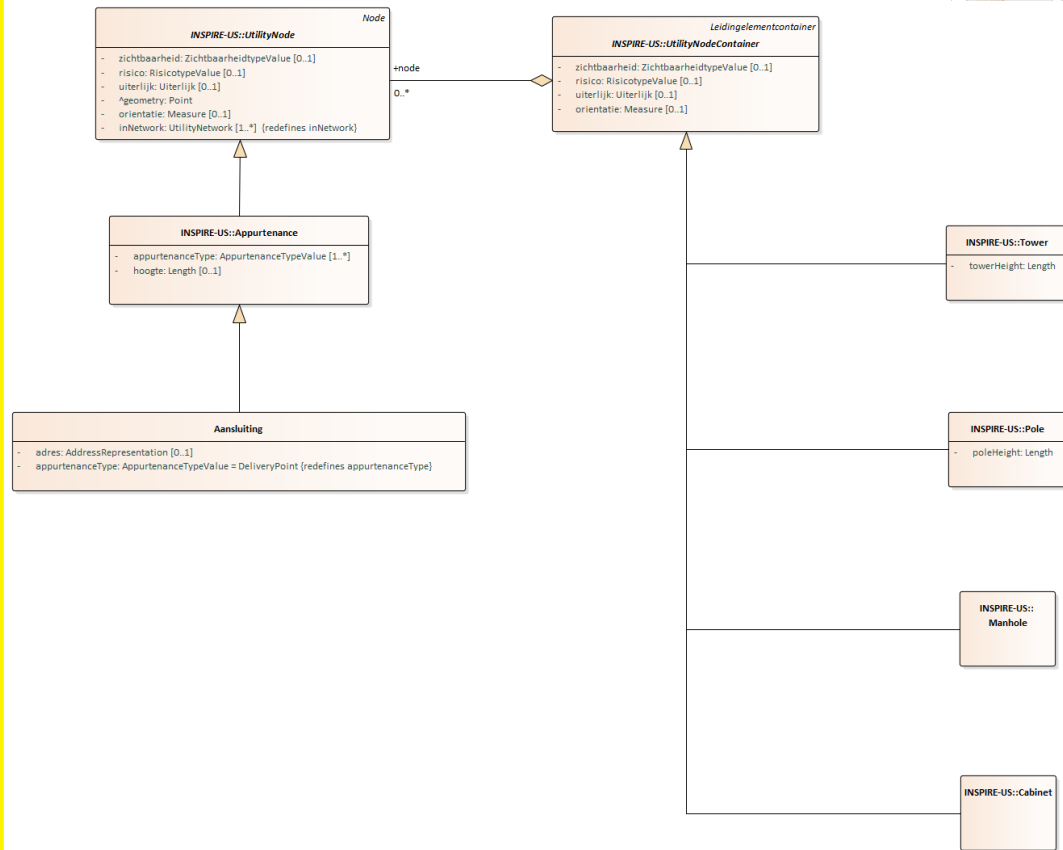 Node
INSPIRE-US::UtilityNode
- zichtbaarheid: ZichtbaarheidtypeValue [0..1]
- risico: RisicotypeValue [0..1]
- uiterlijk: Uiterlijk [0..1]
- ^geometry: Point
- orientatie: Measure [0..1]
- inNetwork: UtilityNetwork [1..*] {redefines inNetwork}
+node
0..*
Leidingelementcontainer
INSPIRE-US::UtilityNodeContainer
- zichtbaarheid: ZichtbaarheidtypeValue [0..1]
- risico: RisicotypeValue [0..1]
- uiterlijk: Uiterlijk [0..1]
- orientatie: Measure [0..1]
INSPIRE-US::Appurtenance
- appurtenanceType: AppurtenanceTypeValue [1..*]
- hoogte: Length [0..1]
INSPIRE-US::Tower
- towerHeight: Length
Aansluiting
- adres: AddressRepresentation [0..1]
- appurtenanceType: AppurtenanceTypeValue = DeliveryPoint {redefines appurtenanceType}
INSPIRE-US::Pole
- poleHeight: Length
INSPIRE-US::
Manhole
INSPIRE-US::Cabinet